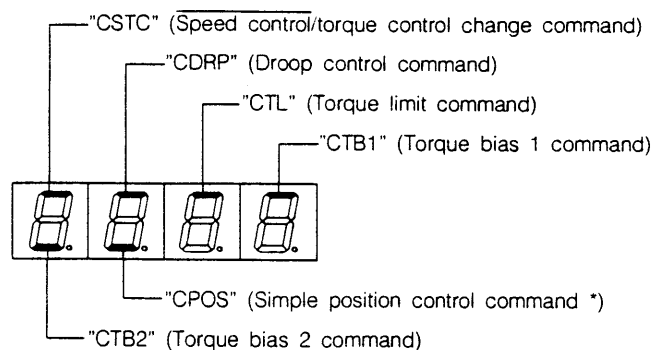 "CSTC" (Speed control/torque control change command)
"CDRP" (Droop control command)
"CTL" (Torque limit command)
"CTB1" (Torque bias 1 command)
"CPOS" (Simple position control command *)
"CTB2" (Torque bias 2 command)